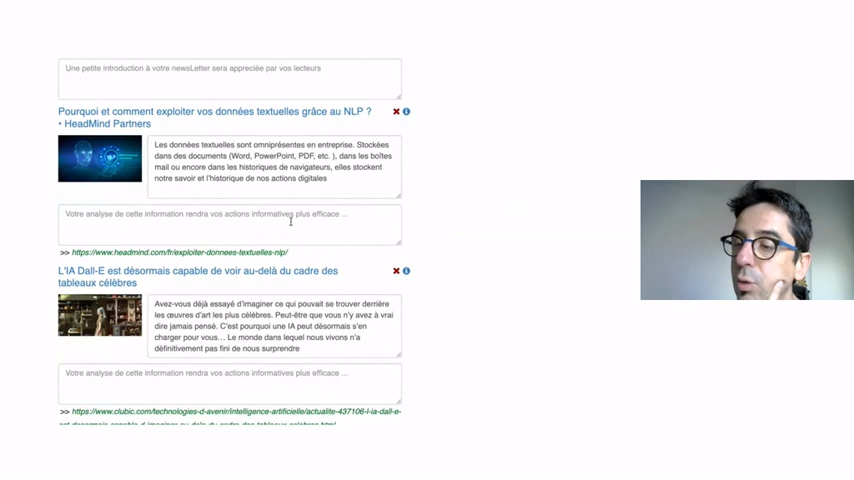 Une petite introduction à votre newsLetter sera appreciée par vos lecteurs
Pourquoi et comment exploiter vos données textuelles grâce au NLP ?
• HeadMind Partners
Les données textuelles sont omniprésentes en entreprise. Stockées
dans des documents (Word, PowerPoint, PDF, etc. ), dans les boîtes
mail ou encore dans les historiques de navigateurs, elles stockent
notre savoir et l'historique de nos actions digitales
Votre analyse de cette information rendra vos actions informatives plus efficace ...
>> https://www.headmind.com/fr/exploiter-donnees-textuelles-nlp/
L'IA Dall-E est désormais capable de voir au-delà du cadre des
tableaux célèbres
Avez-vous déjà essayé d'imaginer ce qui pouvait se trouver derrière
les œuvres d'art les plus célèbres. Peut-être que vous n'y avez à vrai
dire jamais pensé. C'est pourquoi une IA peut désormais s'en
charger pour vous... Le monde dans lequel nous vivons n'a
définitivement pas fini de nous surprendre
Votre analyse de cette information rendra vos actions informatives plus efficace ...
>> https://www.clubic.com/technologies-d-avenir/intelligence-artificielle/actualite-437106-l-ia-dall-e-